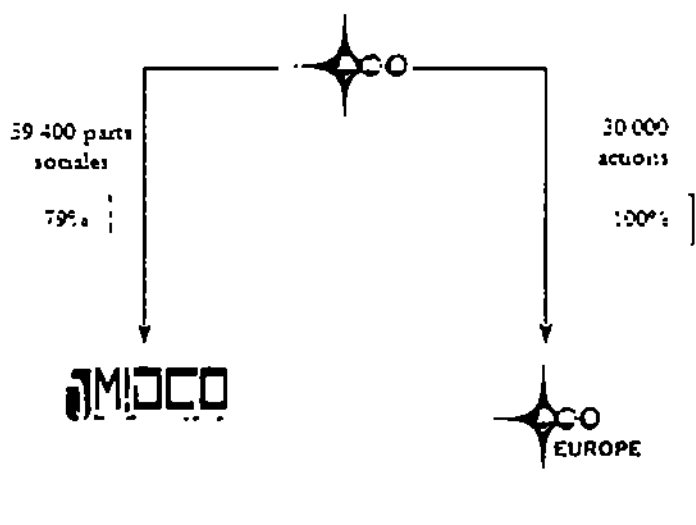 CO
59 400 parts
sociales
79%
30 000
actions
100%
MIDCO
CO
EUROPE